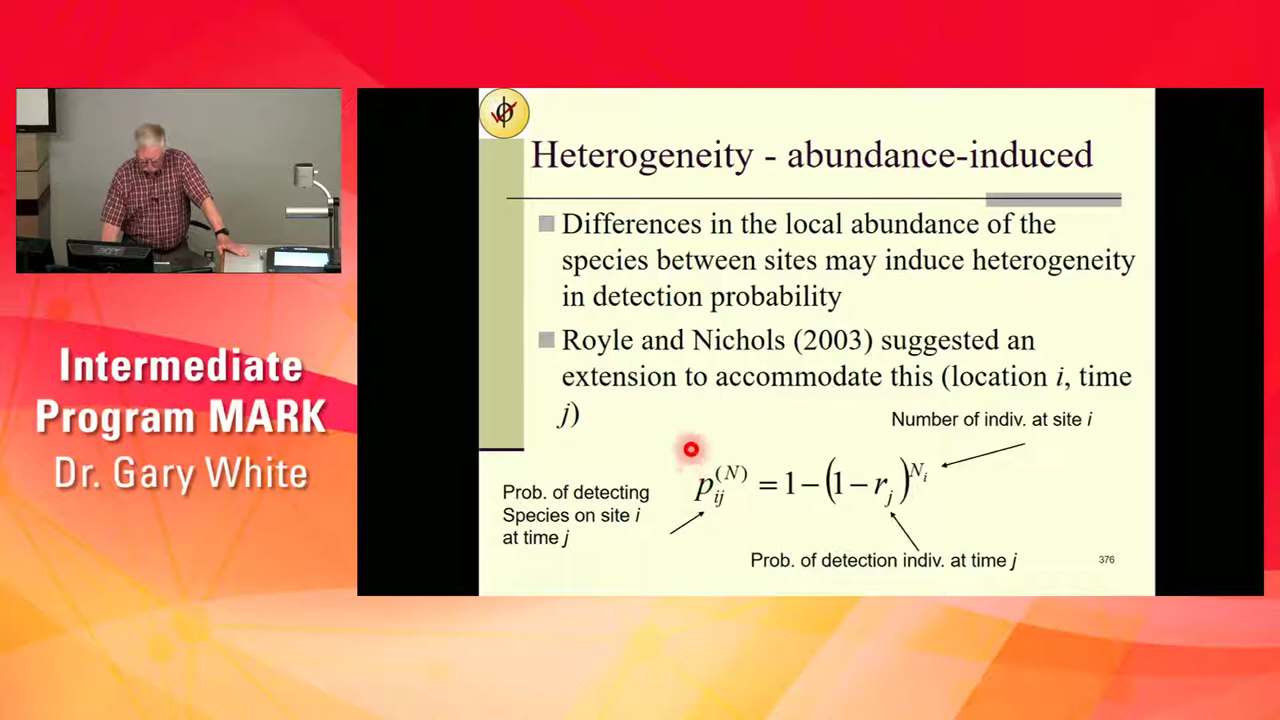 Heterogeneity - abundance-induced
Differences in the local abundance of the
species between sites may induce heterogeneity
in detection probability
Royle and Nichols (2003) suggested an
extension to accommodate this (location i, time
j)
Number of indiv. at site i
p_{ij}^{(N)} = 1 − (1 − r_j)^{N_i}
Prob. of detecting
Species on site i
at time j
Prob. of detection indiv. at time j
376
Intermediate
Program MARK
Dr. Gary White